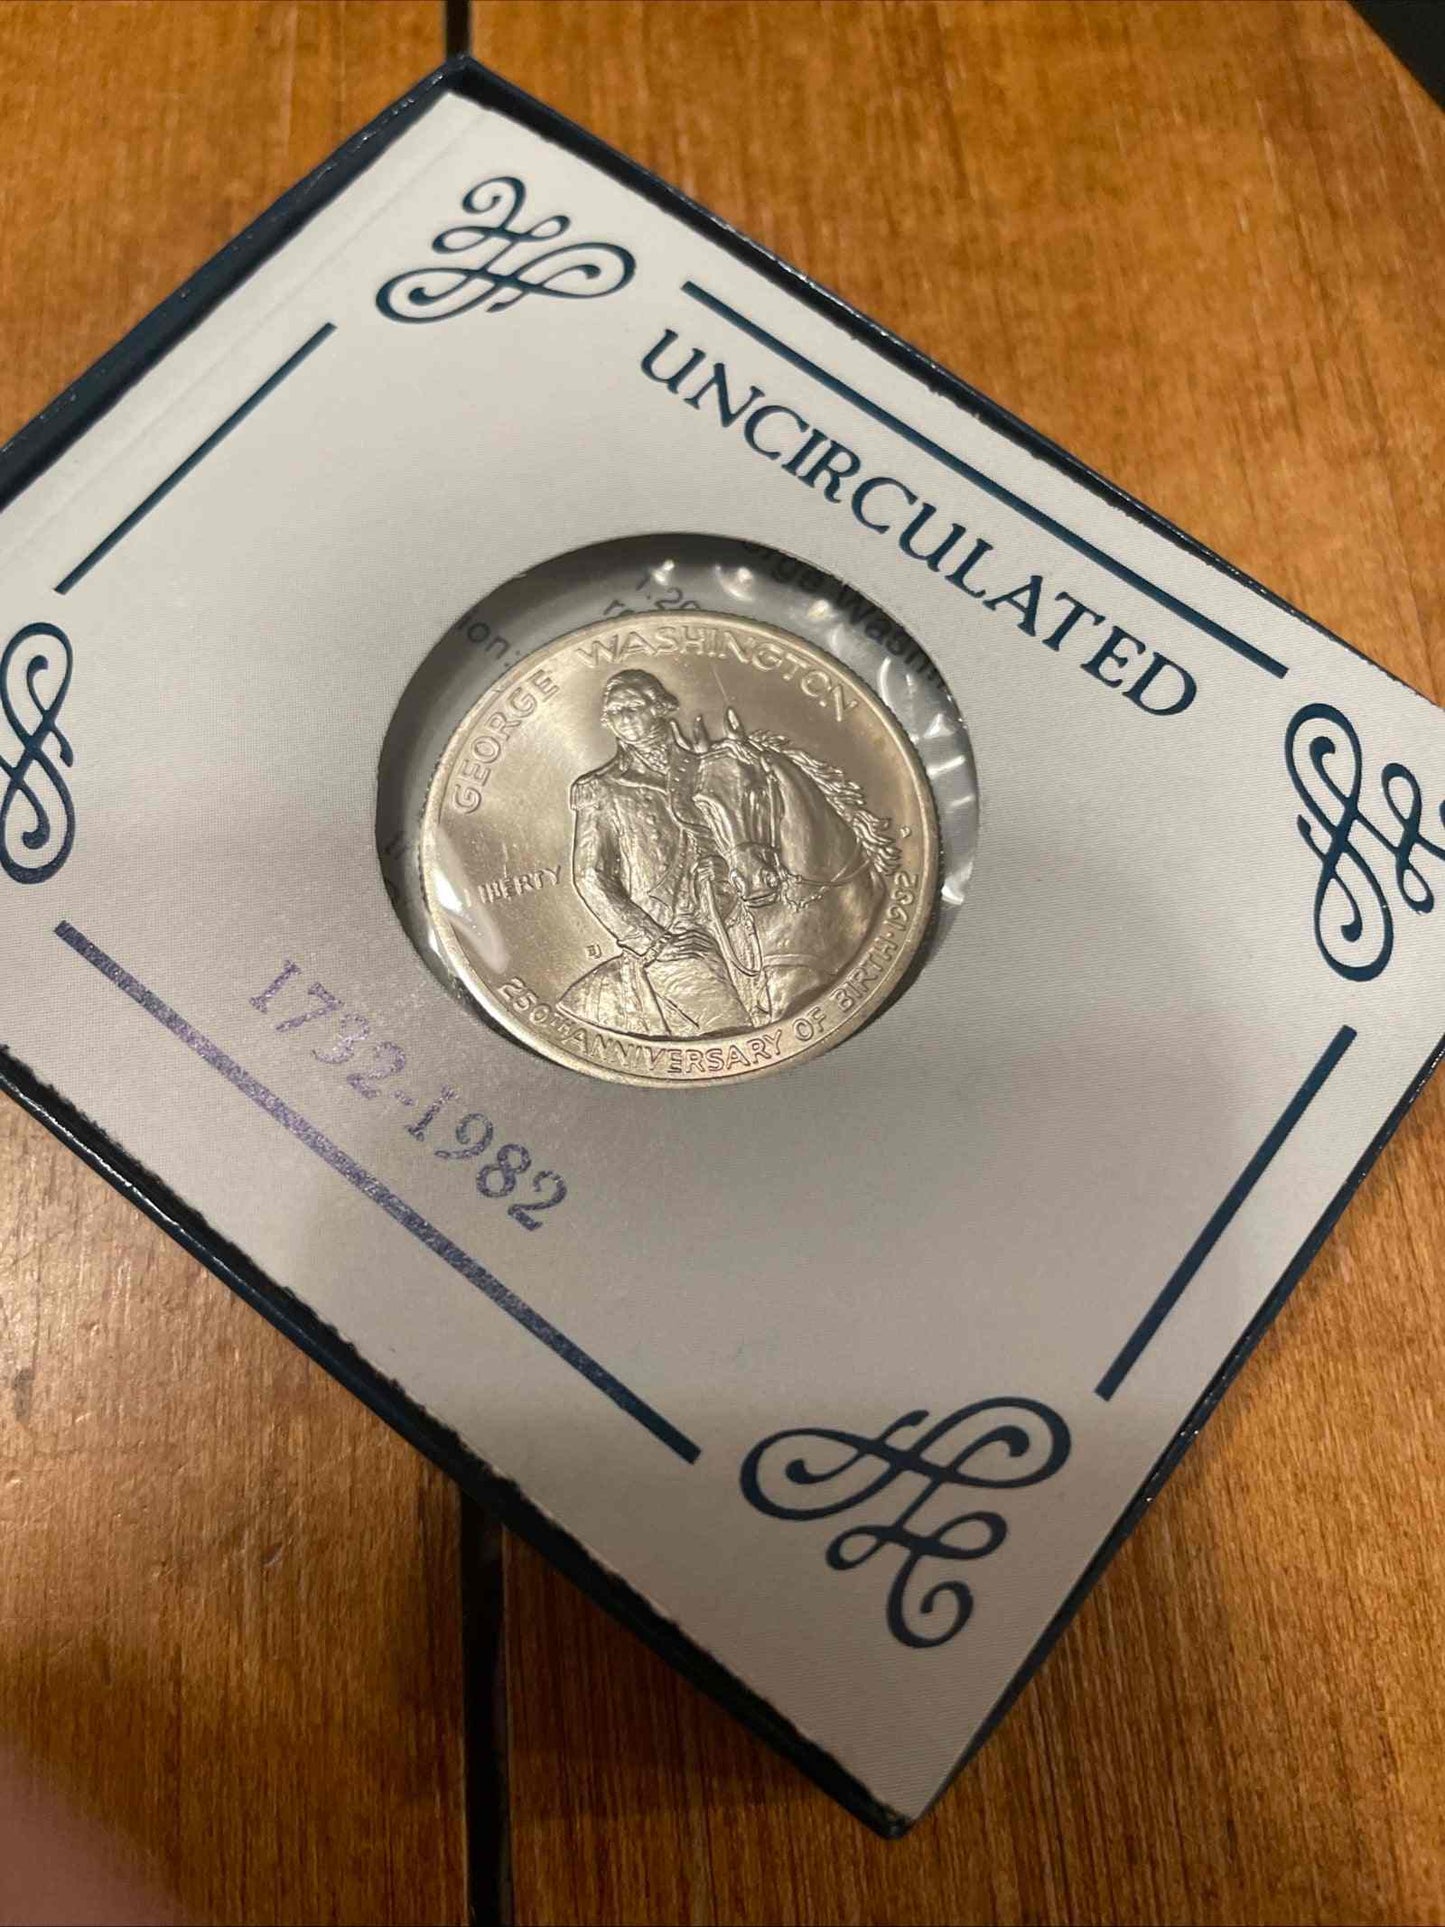 UNCIRCULATED
GEORGE WASHINGTON
LIBERTY
D
250TH ANNIVERSARY OF BIRTH·1982
1732-1982